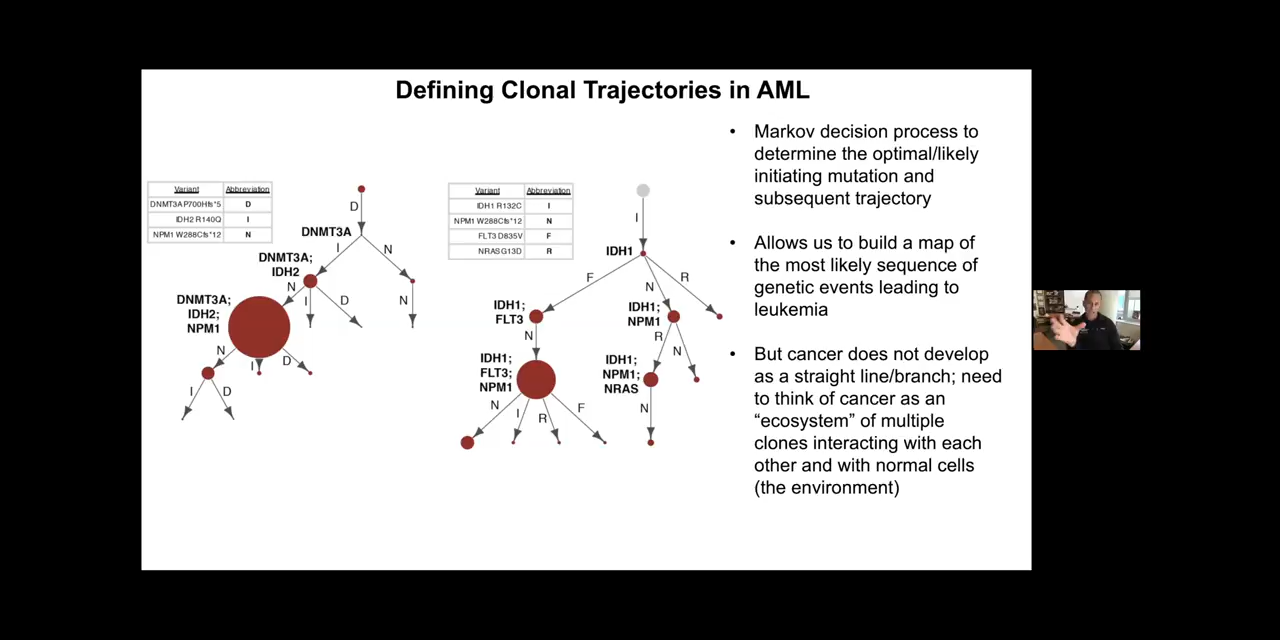 Defining Clonal Trajectories in AML
Variant Abbreviation
DNMT3A P700Hfs*5 D
IDH2 R140Q I
NPM1 W288Cfs*12 N
D
DNMT3A
I
N
DNMT3A;
IDH2
N
I
D
N
DNMT3A;
IDH2;
NPM1
N
I
D
I
D
Variant Abbreviation
IDH1 R132C I
NPM1 W288Cfs*12 N
FLT3 D835V F
NRAS G13D R
I
IDH1
F
N
R
IDH1;
FLT3
IDH1;
NPM1
N
R
N
IDH1;
FLT3;
NPM1
IDH1;
NPM1;
NRAS
N
I
R
F
N
• Markov decision process to
determine the optimal/likely
initiating mutation and
subsequent trajectory
• Allows us to build a map of
the most likely sequence of
genetic events leading to
leukemia
• But cancer does not develop
as a straight line/branch; need
to think of cancer as an
“ecosystem” of multiple
clones interacting with each
other and with normal cells
(the environment)